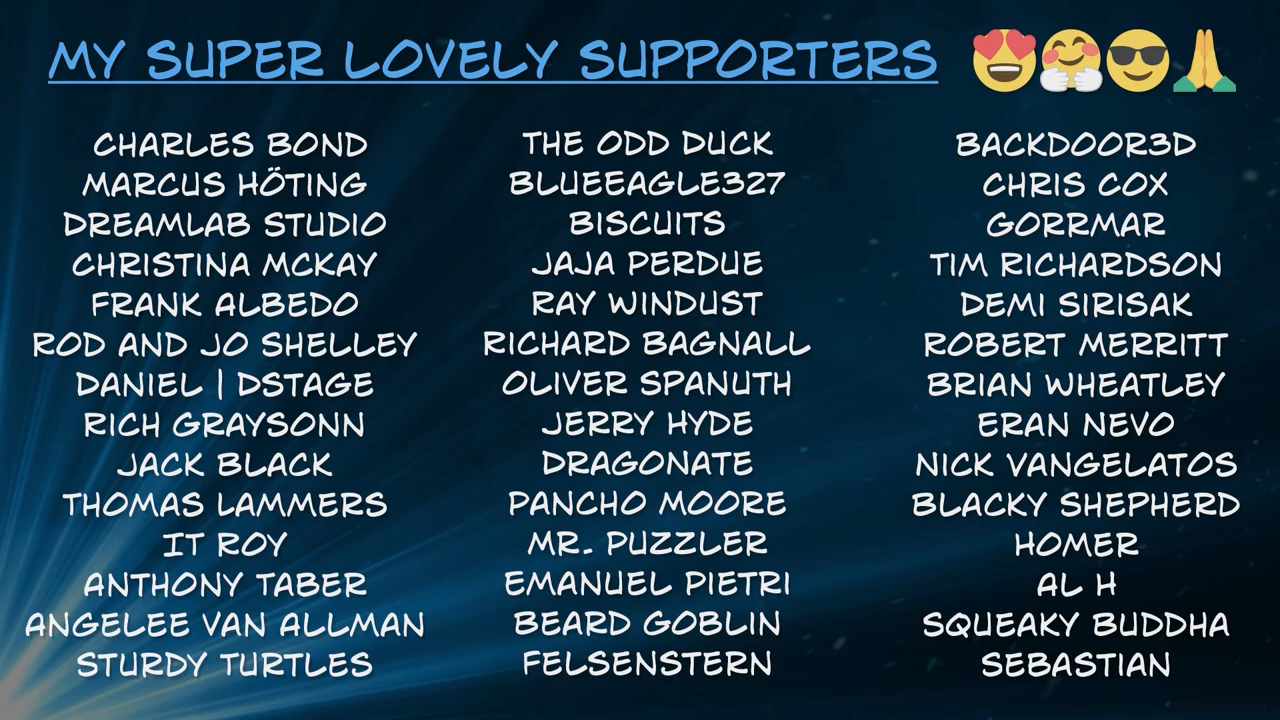 MY SUPER LOVELY SUPPORTERS 😍🤗😎🙏
CHARLES BOND
MARCUS HÖTING
DREAMLAB STUDIO
CHRISTINA MCKAY
FRANK ALBEDO
ROD AND JO SHELLEY
DANIEL | DSTAGE
RICH GRAYSONN
JACK BLACK
THOMAS LAMMERS
IT ROY
ANTHONY TABER
ANGELEE VAN ALLMAN
STURDY TURTLES
THE ODD DUCK
BLUEEAGLE327
BISCUITS
JAJA PERDUE
RAY WINDUST
RICHARD BAGNALL
OLIVER SPANUTH
JERRY HYDE
DRAGONATE
PANCHO MOORE
MR. PUZZLER
EMANUEL PIETRI
BEARD GOBLIN
FELSENSTERN
BACKDOOR3D
CHRIS COX
GORRMAR
TIM RICHARDSON
DEMI SIRISAK
ROBERT MERRITT
BRIAN WHEATLEY
ERAN NEVO
NICK VANGELATOS
BLACKY SHEPHERD
HOMER
AL H
SQUEAKY BUDDHA
SEBASTIAN